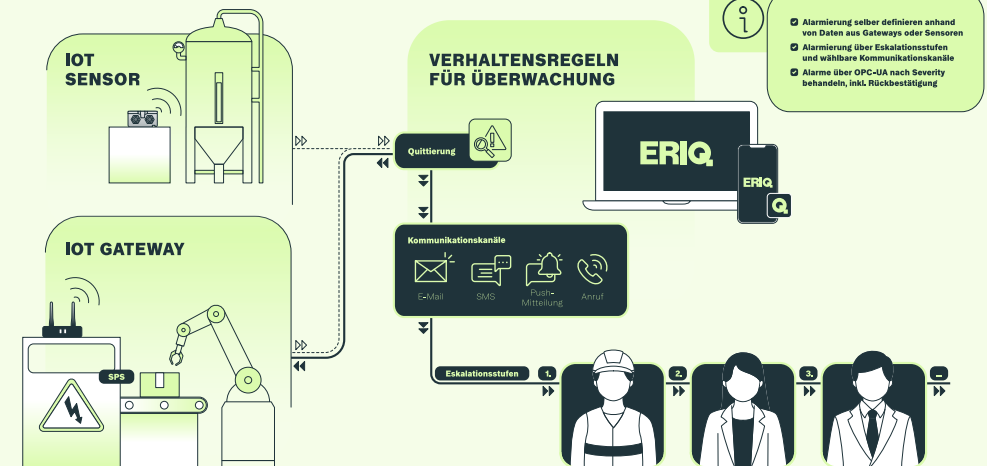 IOT
SENSOR
VERHALTENSREGELN
FÜR ÜBERWACHUNG
i
Alarmierung selber definieren anhand
von Daten aus Gateways oder Sensoren
Alarmierung über Eskalationsstufen
und wählbare Kommunikationskanäle
Alarme über OPC-UA nach Severity
behandeln, inkl. Rückbestätigung
Quittierung
ERIQ
ERIQ
Q
IOT GATEWAY
Kommunikationskanäle
E-Mail
SMS
Push-
Mitteilung
Anruf
SPS
Eskalationsstufen
1.
2.
3.
...